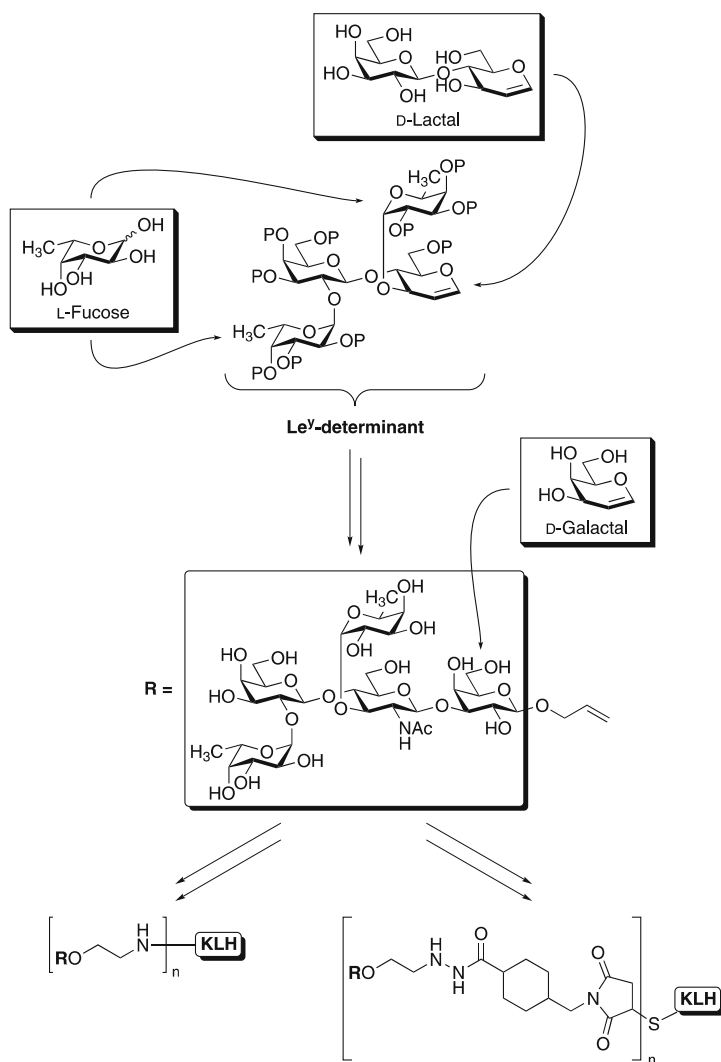 HO OH
HO
O O O
HO OH HO
D-Lactal
OP
H3C O
OP
OP
O OP
O OH
H3C OH
OH
HO
L-Fucose
PO OP
O O O
PO
O O
H3C O
OP
OP
PO
Leʸ-determinant
HO OH
O
HO
D-Galactal
OH
H3C
O
OH
OH
O
HO OH OH OH OH
R = O O O O O O
HO
O O NAc OH
H
H3C O
OH
OH
HO
H
N KLH
RO
n
O
H
N
N
H
RO
O
N
O
S KLH
n